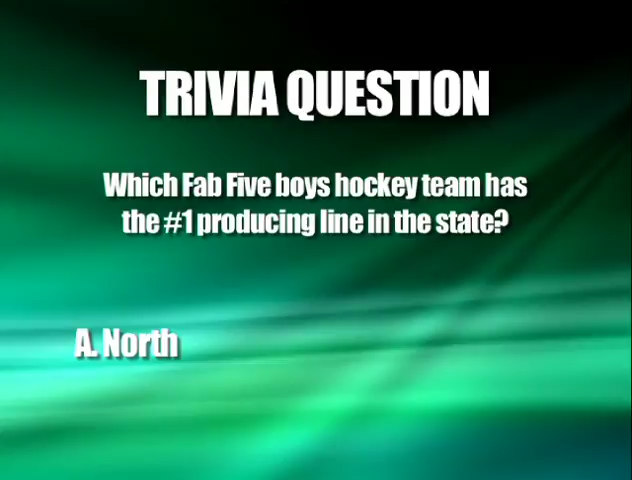 TRIVIA QUESTION
Which Fab Five boys hockey team has
the #1 producing line in the state?
A. North